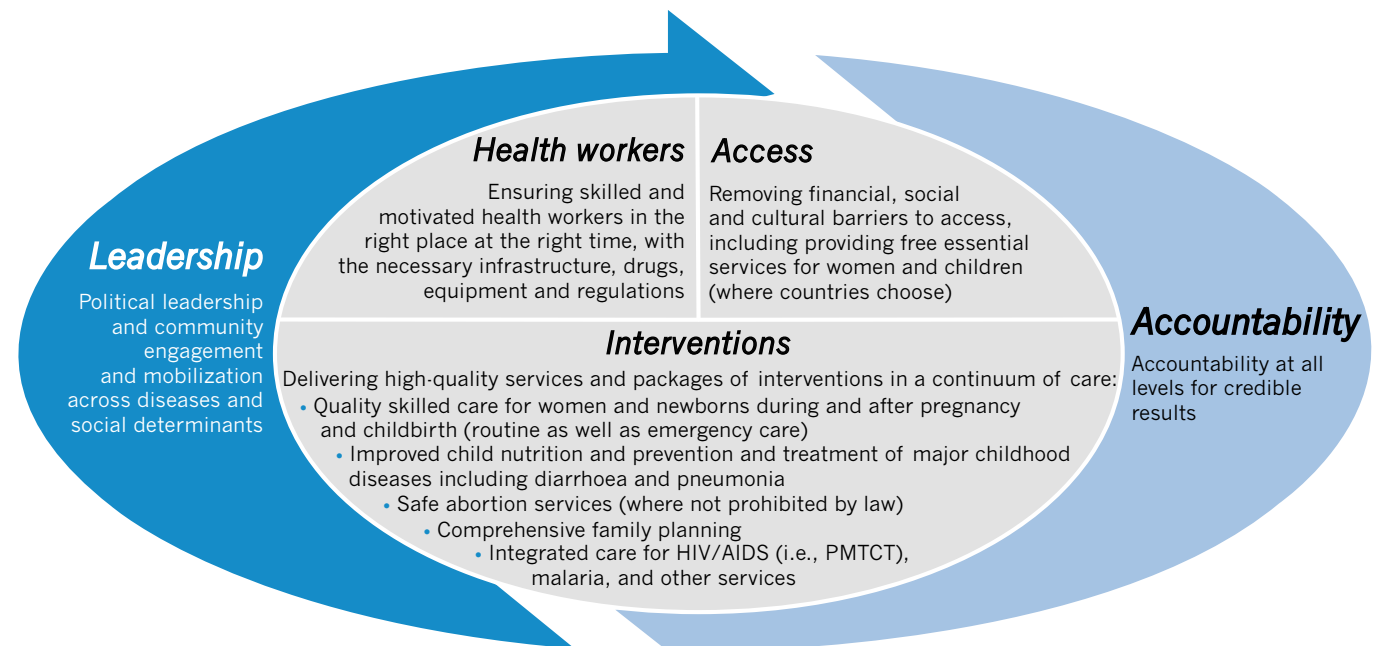 Leadership
Political leadership
and community
engagement
and mobilization
across diseases and
social determinants
Health workers
Ensuring skilled and
motivated health workers in the
right place at the right time, with
the necessary infrastructure, drugs,
equipment and regulations
Access
Removing financial, social
and cultural barriers to access,
including providing free essential
services for women and children
(where countries choose)
Interventions
Delivering high-quality services and packages of interventions in a continuum of care:
• Quality skilled care for women and newborns during and after pregnancy
and childbirth (routine as well as emergency care)
• Improved child nutrition and prevention and treatment of major childhood
diseases including diarrhoea and pneumonia
• Safe abortion services (where not prohibited by law)
• Comprehensive family planning
• Integrated care for HIV/AIDS (i.e., PMTCT),
malaria, and other services
Accountability
Accountability at all
levels for credible
results